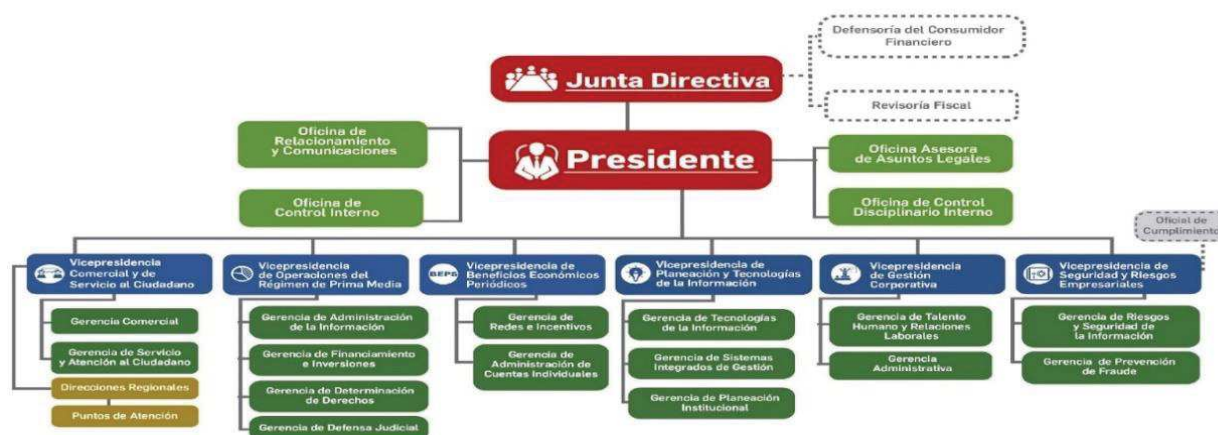 Defensoría del Consumidor
Financiero
Junta Directiva
Revisoría Fiscal
Oficina de
Relacionamiento
y Comunicaciones
Presidente
Oficina Asesora
de Asuntos Legales
Oficina de
Control Interno
Oficina de Control
Disciplinario Interno
Oficial de
Cumplimiento
Vicepresidencia
Comercial y de
Servicio al Ciudadano
Gerencia Comercial
Gerencia de Servicio
y Atención al Ciudadano
Direcciones Regionales
Puntos de Atención
Vicepresidencia
de Operaciones del
Régimen de Prima Media
Gerencia de Administración
de la Información
Gerencia de Financiamiento
e Inversiones
Gerencia de Determinación
de Derechos
Gerencia de Defensa Judicial
BEPS
Vicepresidencia de
Beneficios Económicos
Periódicos
Gerencia de
Redes e Incentivos
Gerencia de
Administración de
Cuentas Individuales
Vicepresidencia
de Planeación y Tecnologías
de la Información
Gerencia de Tecnologías
de la Información
Gerencia de Sistemas
Integrados de Gestión
Gerencia de Planeación
Institucional
Vicepresidencia
de Gestión
Corporativa
Gerencia de Talento
Humano y Relaciones
Laborales
Gerencia
Administrativa
Vicepresidencia de
Seguridad y Riesgos
Empresariales
Gerencia de Riesgos
y Seguridad de
la Información
Gerencia de Prevención
de Fraude